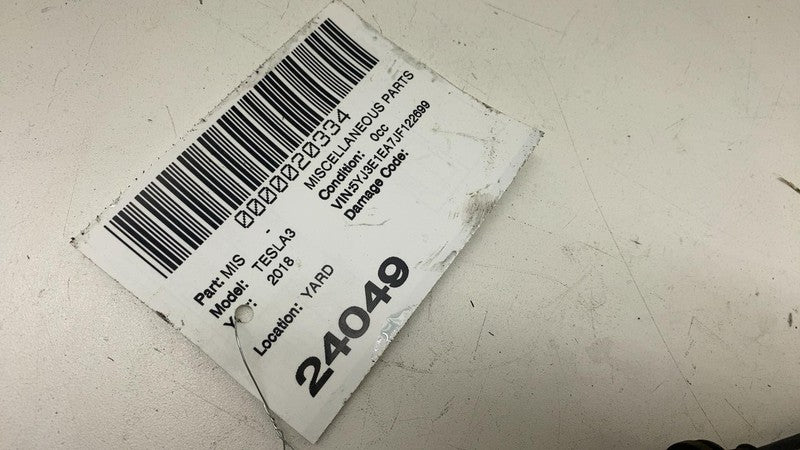 0000020334
Part: MIS - MISCELLANEOUS PARTS
Model: TESLA3 Condition: 0cc
2018 VIN:5YJ3E1EA7JF122699
Damage Code:
Location: YARD
24049